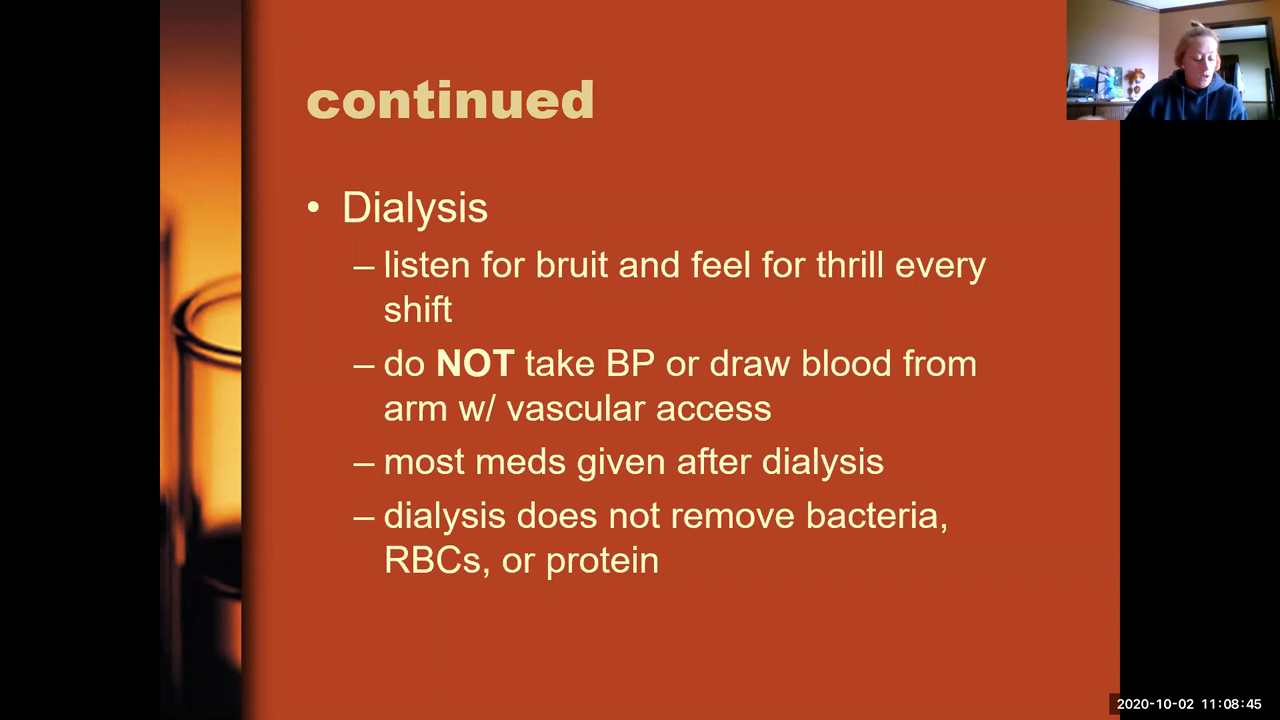 continued
• Dialysis
– listen for bruit and feel for thrill every
shift
– do NOT take BP or draw blood from
arm w/ vascular access
– most meds given after dialysis
– dialysis does not remove bacteria,
RBCs, or protein
2020-10-02 11:08:45